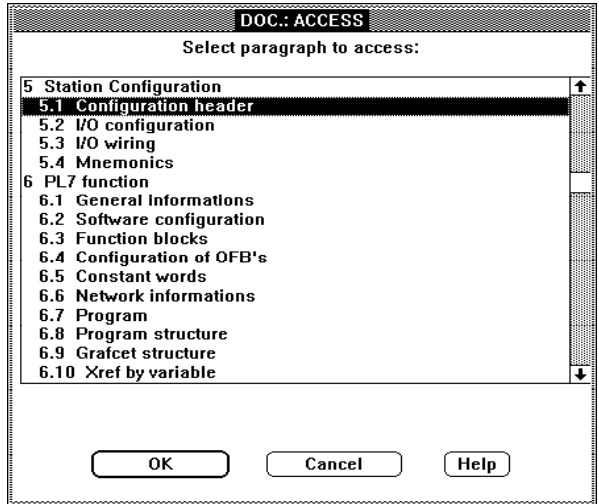 DOC.: ACCESS
Select paragraph to access:
5 Station Configuration
5.1 Configuration header
5.2 I/O configuration
5.3 I/O wiring
5.4 Mnemonics
6 PL7 function
6.1 General informations
6.2 Software configuration
6.3 Function blocks
6.4 Configuration of OFB's
6.5 Constant words
6.6 Network informations
6.7 Program
6.8 Program structure
6.9 Grafcet structure
6.10 Xref by variable
OK Cancel Help